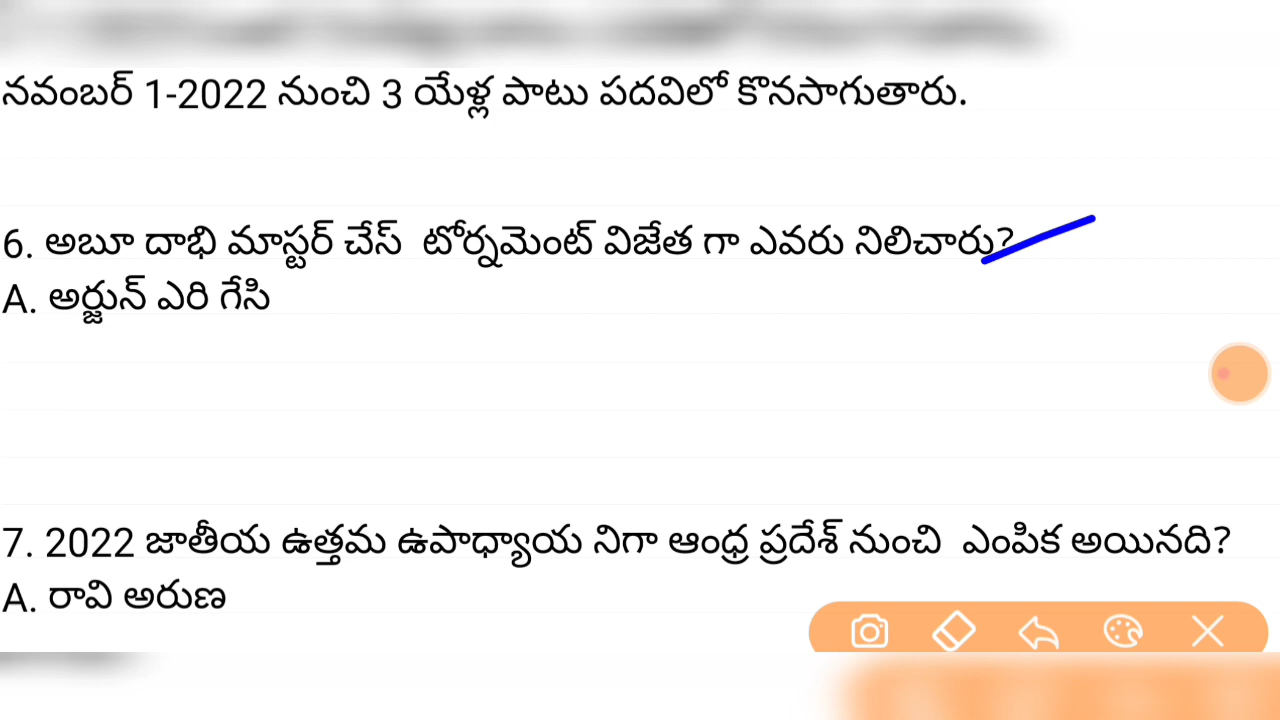 నవంబర్ 1-2022 నుంచి 3 యేళ్ల పాటు పదవిలో కొనసాగుతారు.
6. అబూ దాభి మాస్టర్ చేస్ టోర్నమెంట్ విజేత గా ఎవరు నిలిచారు?
A. అర్జున్ ఎరి గేసి
7. 2022 జాతీయ ఉత్తమ ఉపాధ్యాయ నిగా ఆంధ్ర ప్రదేశ్ నుంచి ఎంపిక అయినది?
A. రావి అరుణ